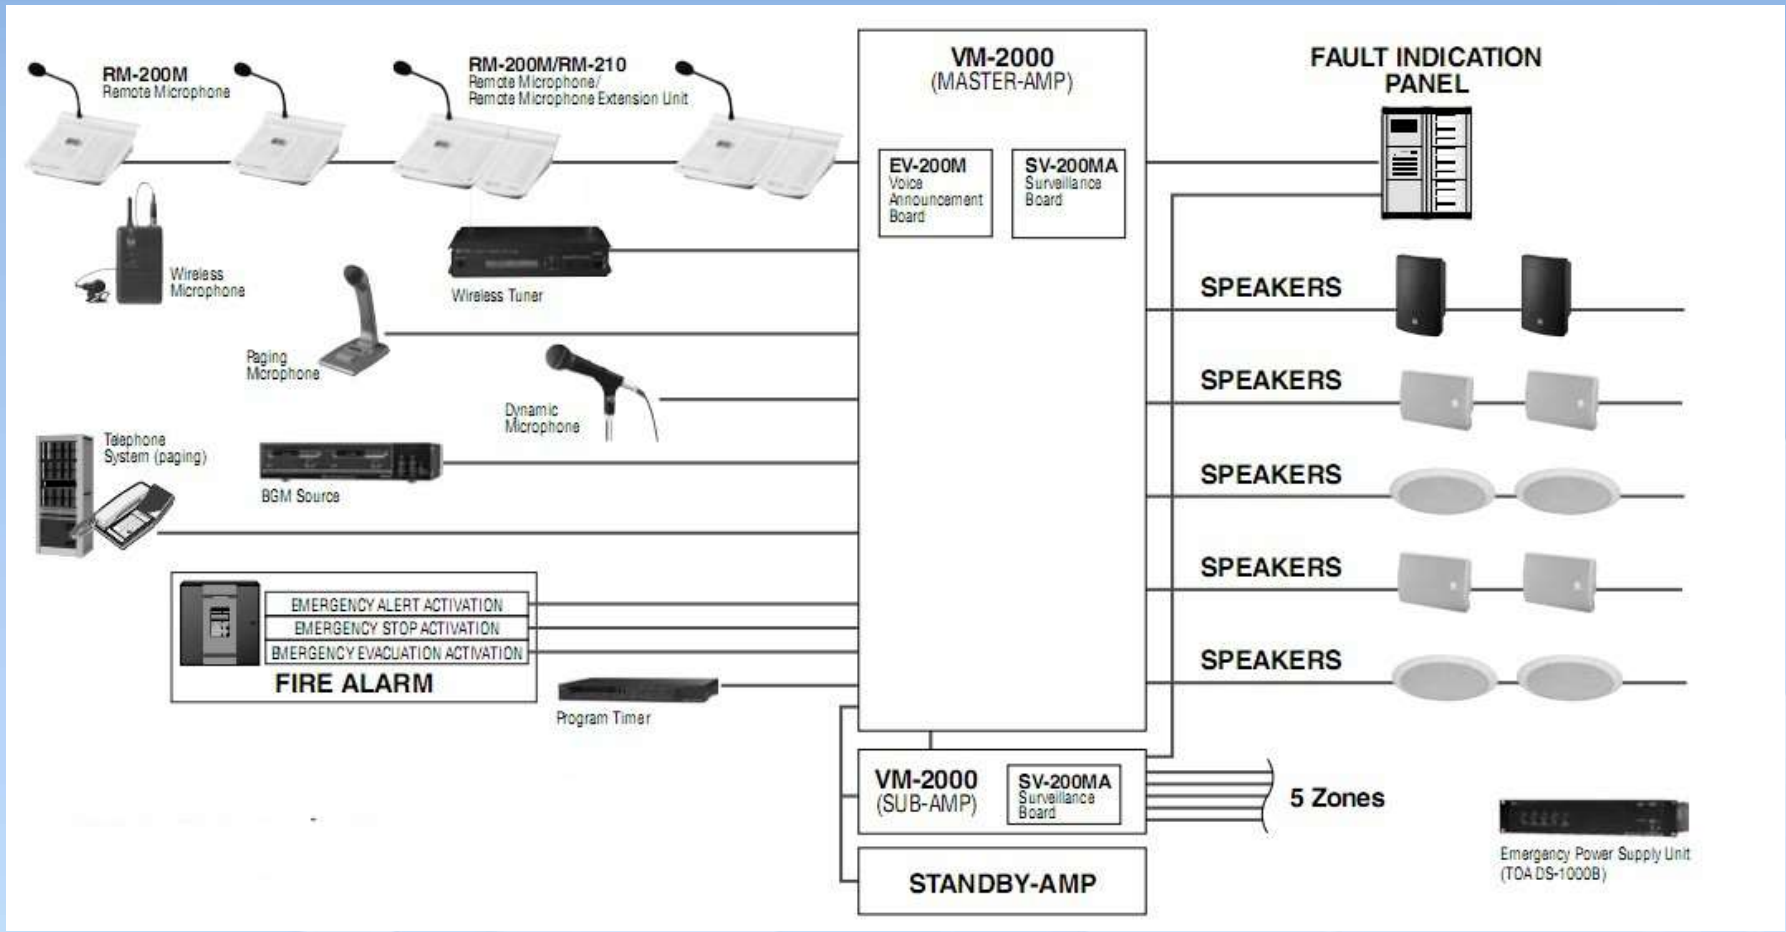 RM-200M
Remote Microphone
RM-200M/RM-210
Remote Microphone/
Remote Microphone Extension Unit
VM-2000
(MASTER-AMP)
FAULT INDICATION
PANEL
EV-200M
Voice
Announcement
Board
SV-200MA
Surveillance
Board
Wireless
Microphone
Wireless Tuner
SPEAKERS
Paging
Microphone
SPEAKERS
Dynamic
Microphone
Telephone
System (paging)
BGM Source
SPEAKERS
SPEAKERS
EMERGENCY ALERT ACTIVATION
EMERGENCY STOP ACTIVATION
EMERGENCY EVACUATION ACTIVATION
FIRE ALARM
SPEAKERS
Program Timer
VM-2000
(SUB-AMP)
SV-200MA
Surveillance
Board
5 Zones
Emergency Power Supply Unit
(TOA DS-1000B)
STANDBY-AMP